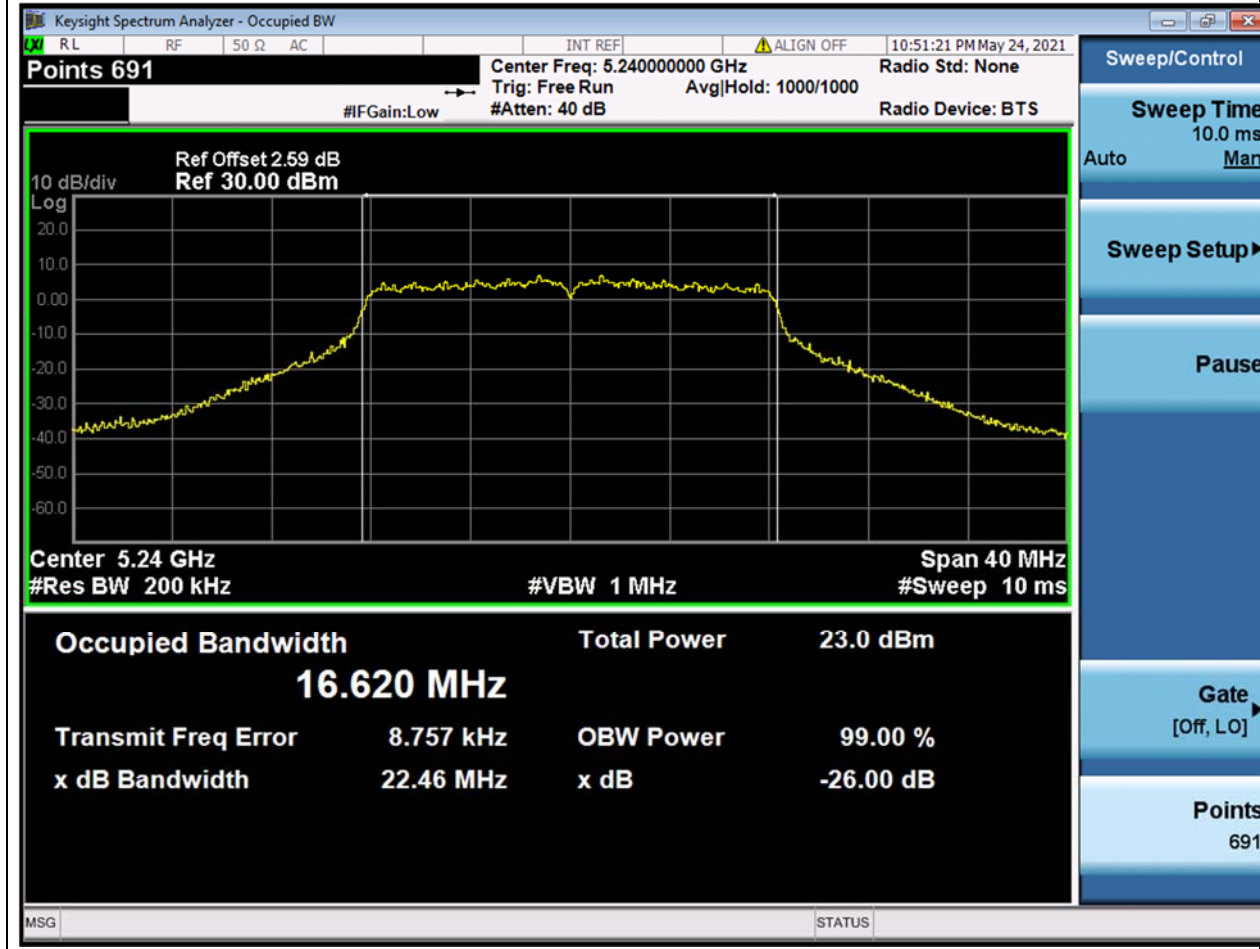 Keysight Spectrum Analyzer - Occupied BW
LXI RL RF 50 Ω AC INT REF ALIGN OFF 10:51:21 PM May 24, 2021
Points 691
Center Freq: 5.240000000 GHz
Radio Std: None
Trig: Free Run Avg|Hold: 1000/1000
#IFGain:Low #Atten: 40 dB
Radio Device: BTS
Ref Offset 2.59 dB
10 dB/div Ref 30.00 dBm
Log
20.0
10.0
0.00
-10.0
-20.0
-30.0
-40.0
-50.0
-60.0
Center 5.24 GHz Span 40 MHz
#Res BW 200 kHz #VBW 1 MHz #Sweep 10 ms
Occupied Bandwidth Total Power 23.0 dBm
16.620 MHz
Transmit Freq Error 8.757 kHz OBW Power 99.00 %
x dB Bandwidth 22.46 MHz x dB -26.00 dB
MSG STATUS
Sweep/Control
Sweep Time
10.0 ms
Auto Man
Sweep Setup
Pause
Gate
[Off, LO]
Points
691